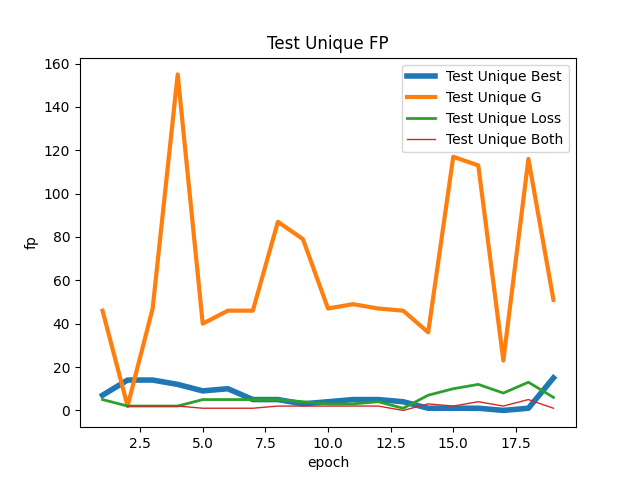 Test Unique FP
160
140
120
100
80
60
40
20
0
fp
Test Unique Best
Test Unique G
Test Unique Loss
Test Unique Both
2.5 5.0 7.5 10.0 12.5 15.0 17.5
epoch